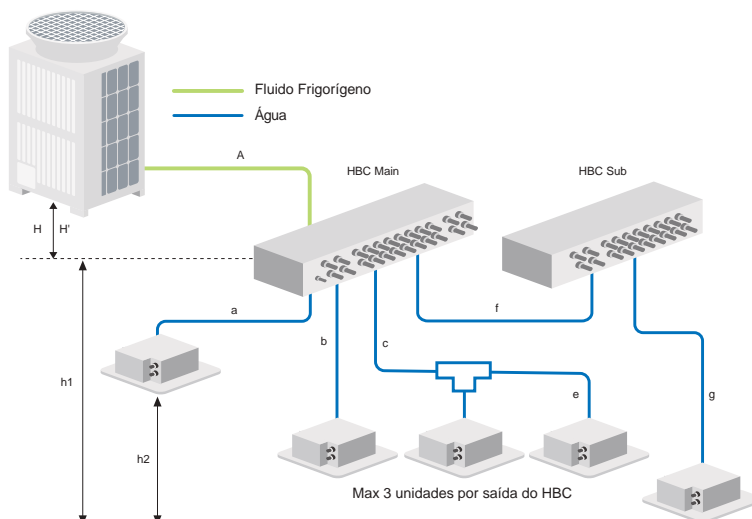 Fluido Frigorígeno
Água
A
HBC Main
HBC Sub
H
H'
a
f
b
c
h1
e
g
h2
Max 3 unidades por saída do HBC